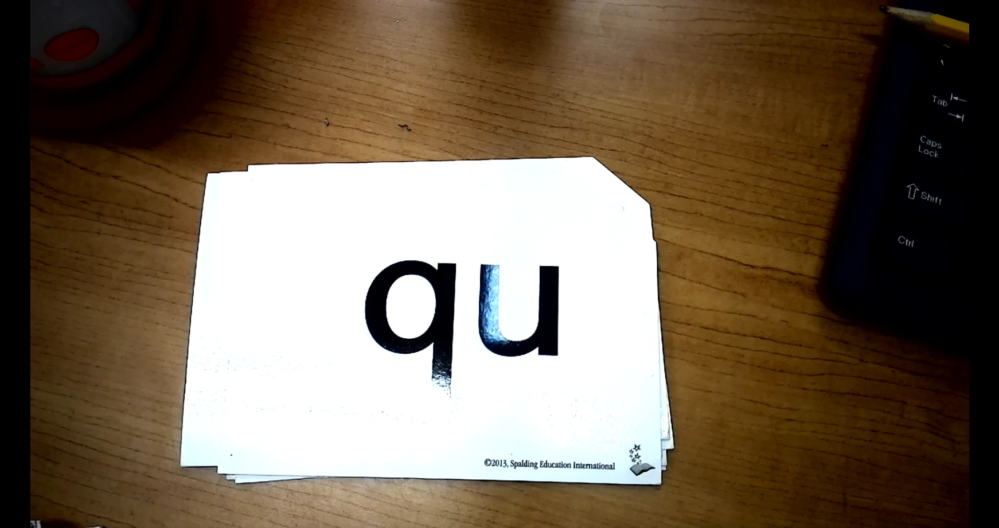 qu
©2013, Spalding Education International
~
`
Tab
Caps
Lock
Shift
Ctrl